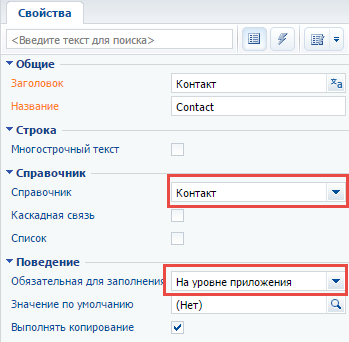 Свойства
<Введите текст для поиска>
Общие
Заголовок Контакт
Название Contact
Строка
Многострочный текст
Справочник
Справочник Контакт
Каскадная связь
Список
Поведение
Обязательная для заполнения На уровне приложения
Значение по умолчанию (Нет)
Выполнять копирование